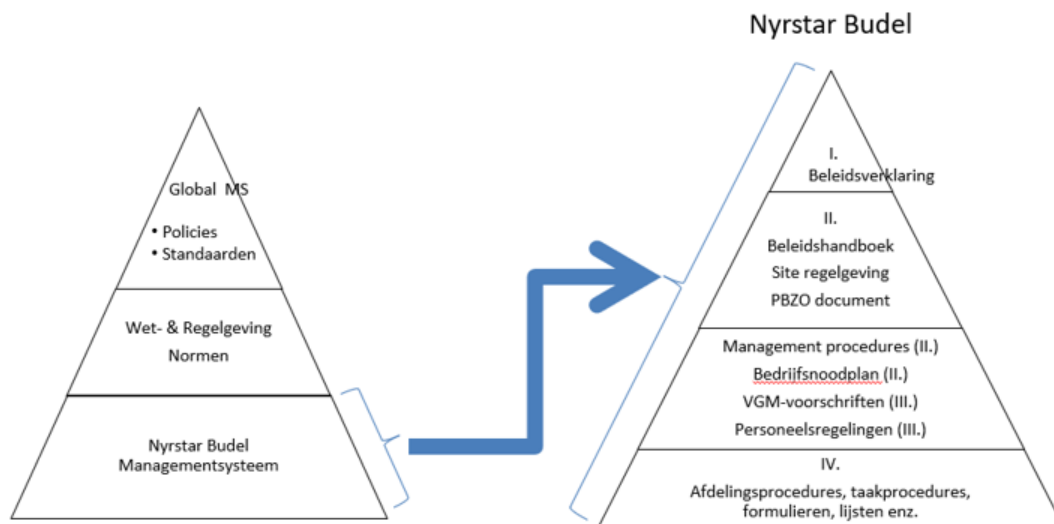 Nyrstar Budel
Global MS
• Policies
• Standaarden
Wet- & Regelgeving
Normen
Nyrstar Budel
Managementsysteem
I.
Beleidsverklaring
II.
Beleidshandboek
Site regelgeving
PBZO document
Management procedures (II.)
Bedrijfsnoodplan (II.)
VGM-voorschriften (III.)
Personeelsregelingen (III.)
IV.
Afdelingsprocedures, taakprocedures,
formulieren, lijsten enz.